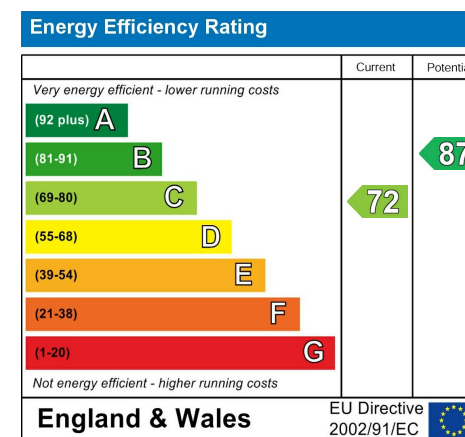 Energy Efficiency Rating
Current Potentia
Very energy efficient - lower running costs
(92 plus) A
(81-91) B
87
(69-80) C
72
(55-68) D
(39-54) E
(21-38) F
(1-20) G
Not energy efficient - higher running costs
England & Wales
EU Directive
2002/91/EC